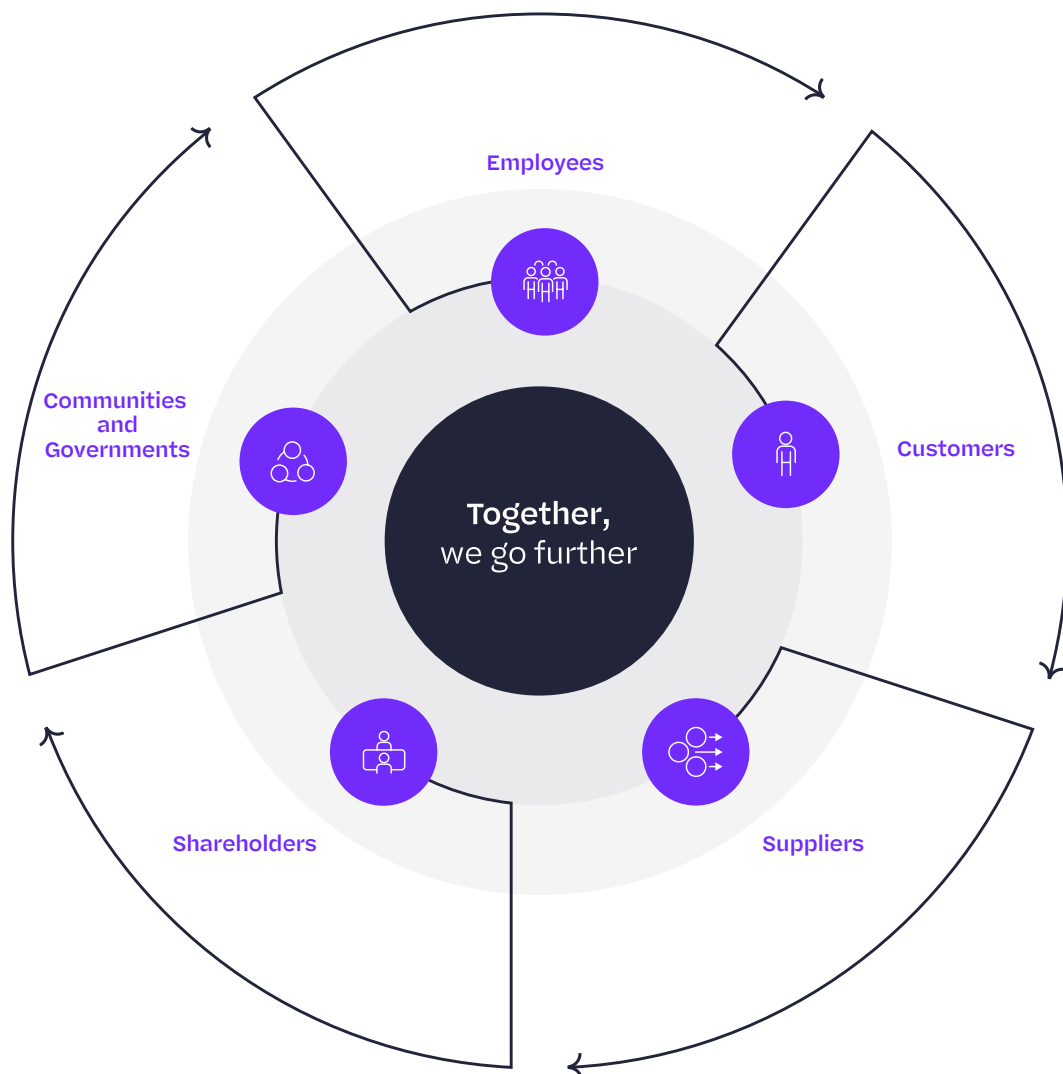 Employees
Communities
and
Governments
Customers
Together,
we go further
Shareholders
Suppliers